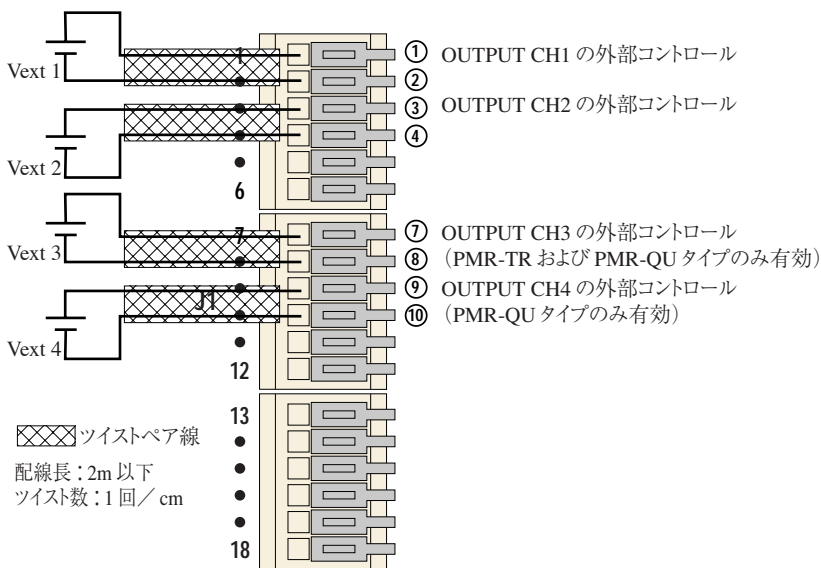 Vext 1
Vext 2
Vext 3
Vext 4
1
6
7
J1
12
13
18
① OUTPUT CH1 の外部コントロール
②
③ OUTPUT CH2 の外部コントロール
④
⑦ OUTPUT CH3 の外部コントロール
⑧ （PMR-TR および PMR-QU タイプのみ有効）
⑨ OUTPUT CH4 の外部コントロール
⑩ （PMR-QU タイプのみ有効）
ツイストペア線
配線長：2m 以下
ツイスト数：1 回／ cm